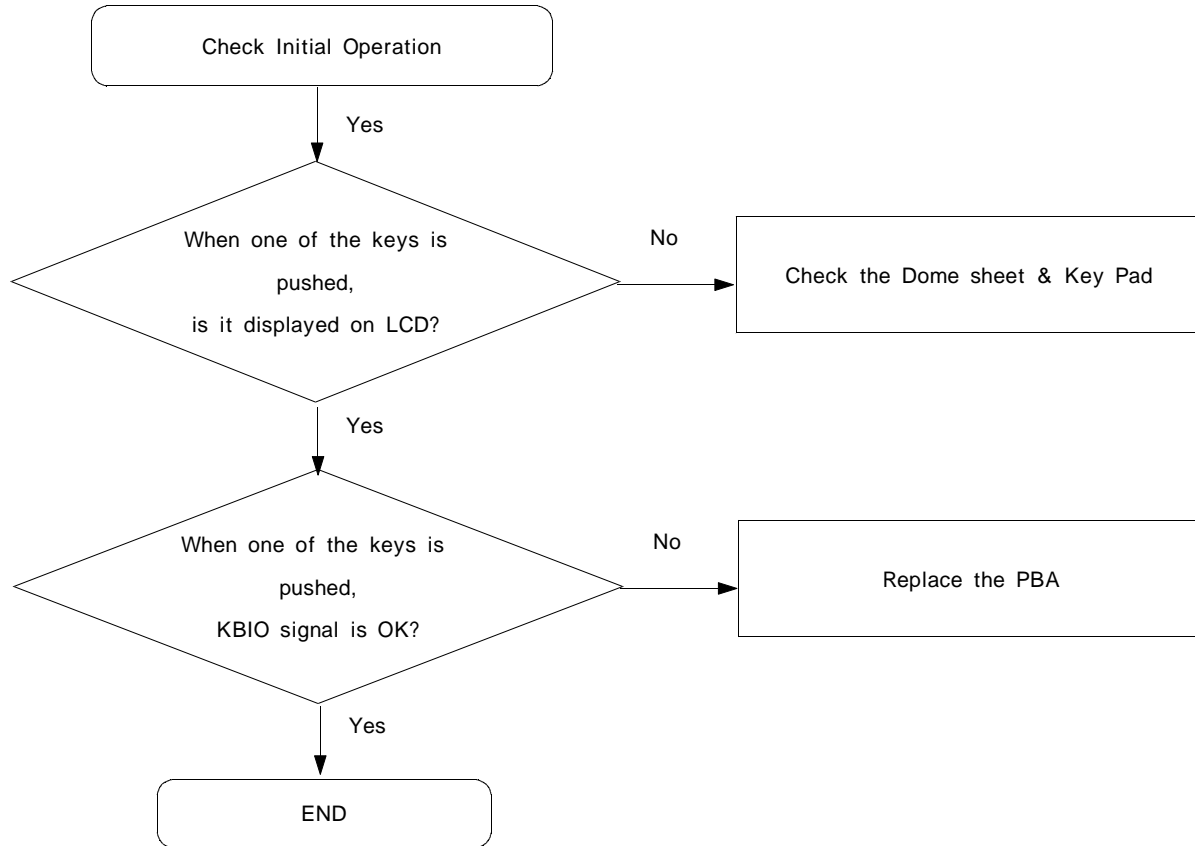 Check Initial Operation
Yes
When one of the keys is
pushed,
is it displayed on LCD?
No
Check the Dome sheet & Key Pad
Yes
When one of the keys is
pushed,
KBIO signal is OK?
No
Replace the PBA
Yes
END